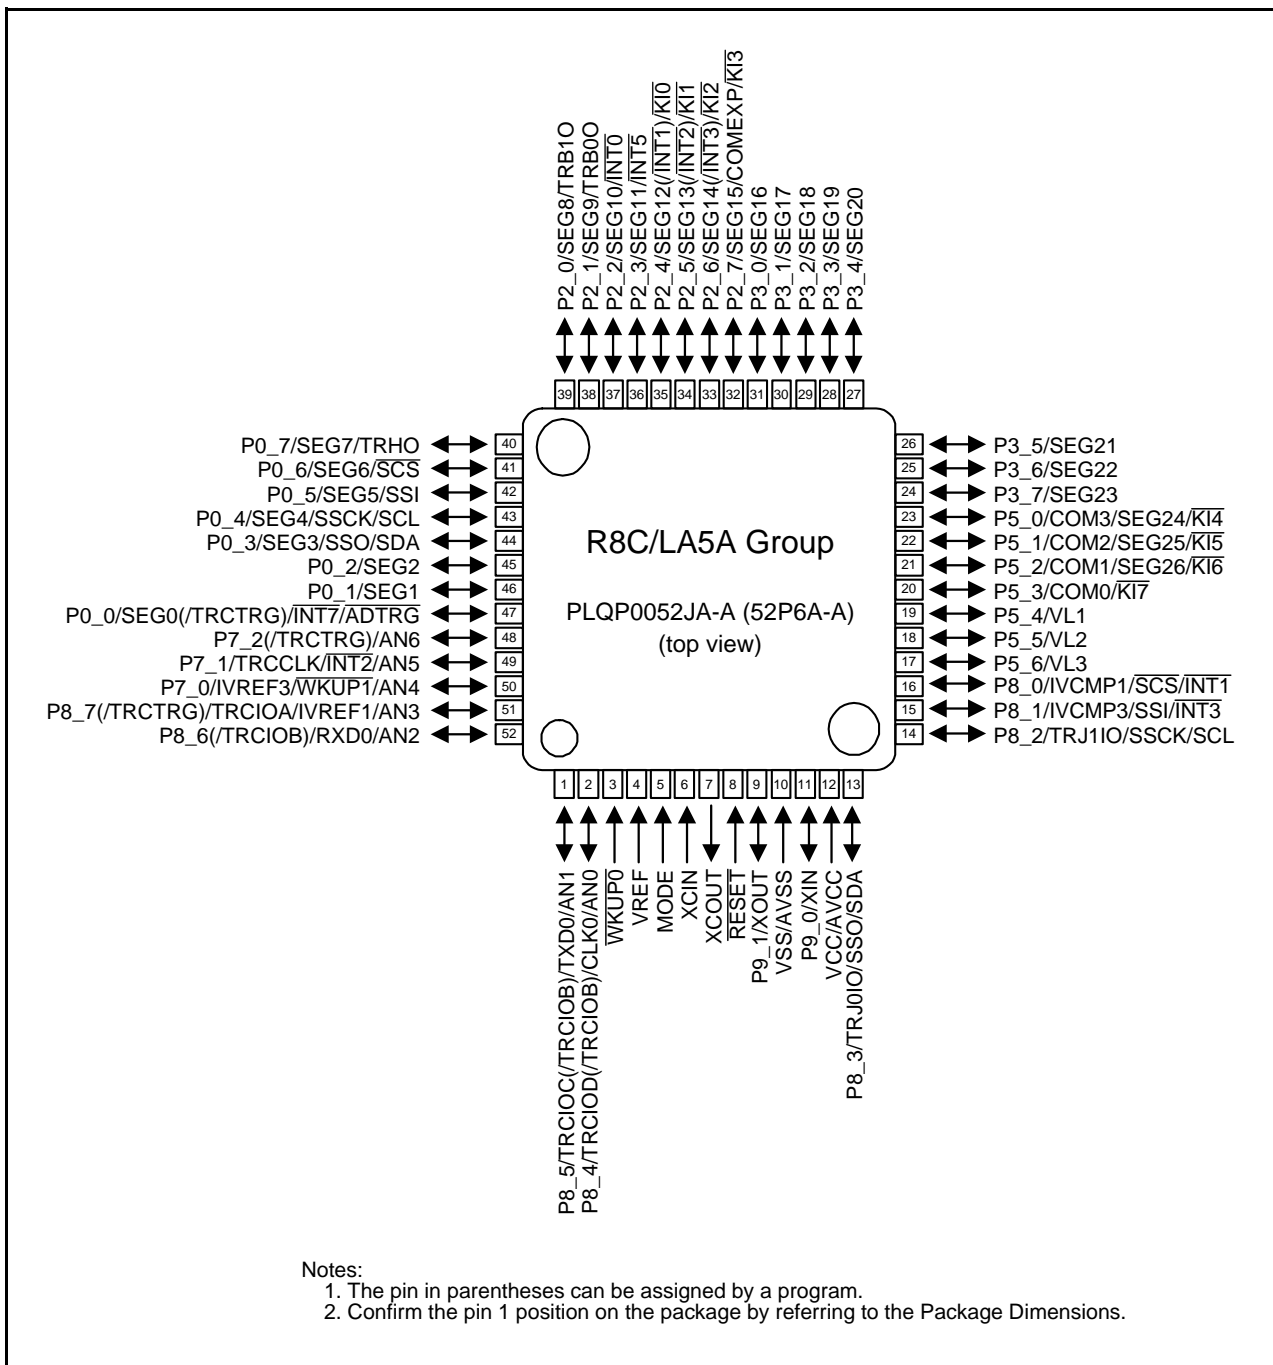 P2_0/SEG8/TRB1O
P2_1/SEG9/TRB0O
P2_2/SEG10/INT0
P2_3/SEG11/INT5
P2_4/SEG12(/INT1)/KI0
P2_5/SEG13(/INT2)/KI1
P2_6/SEG14(/INT3)/KI2
P2_7/SEG15/COMEXP/KI3
P3_0/SEG16
P3_1/SEG17
P3_2/SEG18
P3_3/SEG19
P3_4/SEG20
39 38 37 36 35 34 33 32 31 30 29 28 27
P0_7/SEG7/TRHO 40
P0_6/SEG6/SCS 41
P0_5/SEG5/SSI 42
P0_4/SEG4/SSCK/SCL 43
P0_3/SEG3/SSO/SDA 44
P0_2/SEG2 45
P0_1/SEG1 46
P0_0/SEG0(/TRCTRG)/INT7/ADTRG 47
P7_2(/TRCTRG)/AN6 48
P7_1/TRCCLK/INT2/AN5 49
P7_0/IVREF3/WKUP1/AN4 50
P8_7(/TRCTRG)/TRCIOA/IVREF1/AN3 51
P8_6(/TRCIOB)/RXD0/AN2 52
R8C/LA5A Group
PLQP0052JA-A (52P6A-A)
(top view)
26 P3_5/SEG21
25 P3_6/SEG22
24 P3_7/SEG23
23 P5_0/COM3/SEG24/KI4
22 P5_1/COM2/SEG25/KI5
21 P5_2/COM1/SEG26/KI6
20 P5_3/COM0/KI7
19 P5_4/VL1
18 P5_5/VL2
17 P5_6/VL3
16 P8_0/IVCMP1/SCS/INT1
15 P8_1/IVCMP3/SSI/INT3
14 P8_2/TRJ1IO/SSCK/SCL
1 2 3 4 5 6 7 8 9 10 11 12 13
P8_5/TRCIOC(/TRCIOB)/TXD0/AN1
P8_4/TRCIOD(/TRCIOB)/CLK0/AN0
WKUP0
VREF
MODE
XCIN
XCOUT
RESET
P9_1/XOUT
VSS/AVSS
P9_0/XIN
VCC/AVCC
P8_3/TRJ0IO/SSO/SDA
Notes:
1. The pin in parentheses can be assigned by a program.
2. Confirm the pin 1 position on the package by referring to the Package Dimensions.